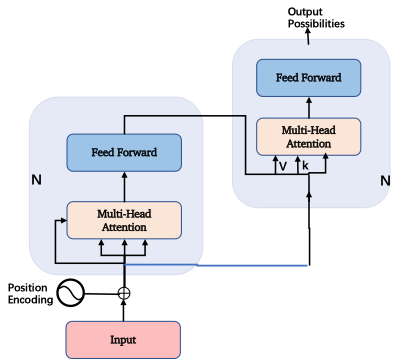 Output
Possibilities
Feed Forward
Multi-Head
Attention
V
k
N
Feed Forward
N
Multi-Head
Attention
Position
Encoding
Input